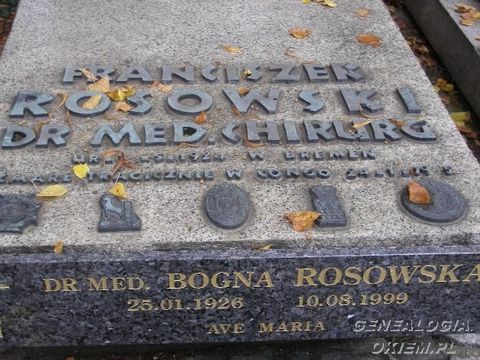 FRANCISZEK
ROSOWSKI
DR MED. CHIRURG
W BREMEN
TRAGICZNIE W CONGO
DR MED. BOGNA ROSOWSKA
25.01.1926 10.08.1999
AVE MARIA
GENEALOGIA.
OKIEM.PL